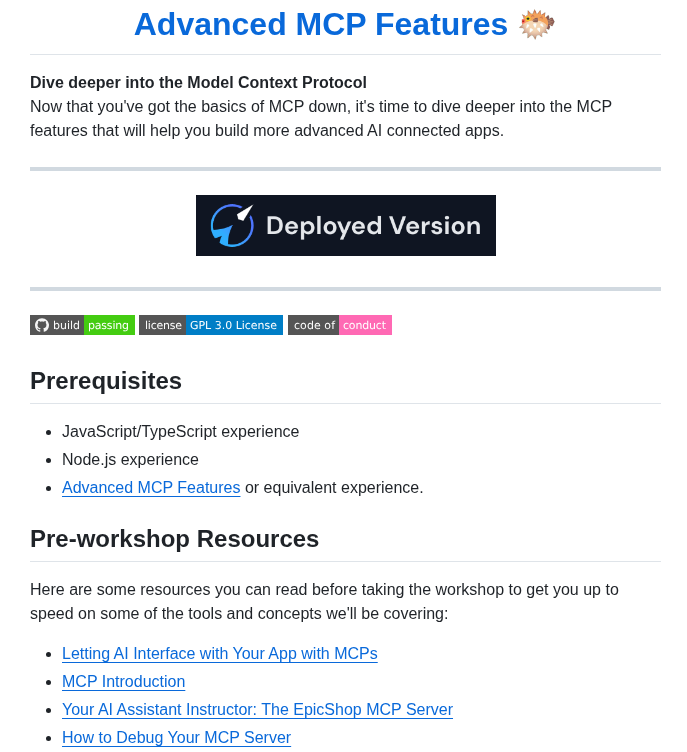 Advanced MCP Features 🐡
Dive deeper into the Model Context Protocol
Now that you've got the basics of MCP down, it's time to dive deeper into the MCP
features that will help you build more advanced AI connected apps.
Deployed Version
build passing license GPL 3.0 License code of conduct
Prerequisites
• JavaScript/TypeScript experience
• Node.js experience
• Advanced MCP Features or equivalent experience.
Pre-workshop Resources
Here are some resources you can read before taking the workshop to get you up to
speed on some of the tools and concepts we'll be covering:
• Letting AI Interface with Your App with MCPs
• MCP Introduction
• Your AI Assistant Instructor: The EpicShop MCP Server
• How to Debug Your MCP Server